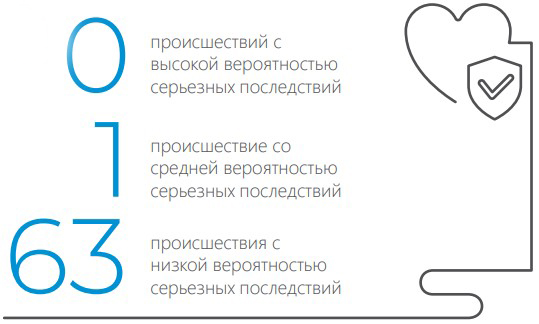 0
происшествий с
высокой вероятностью
серьезных последствий
1
происшествие со
средней вероятностью
серьезных последствий
63
происшествия с
низкой вероятностью
серьезных последствий